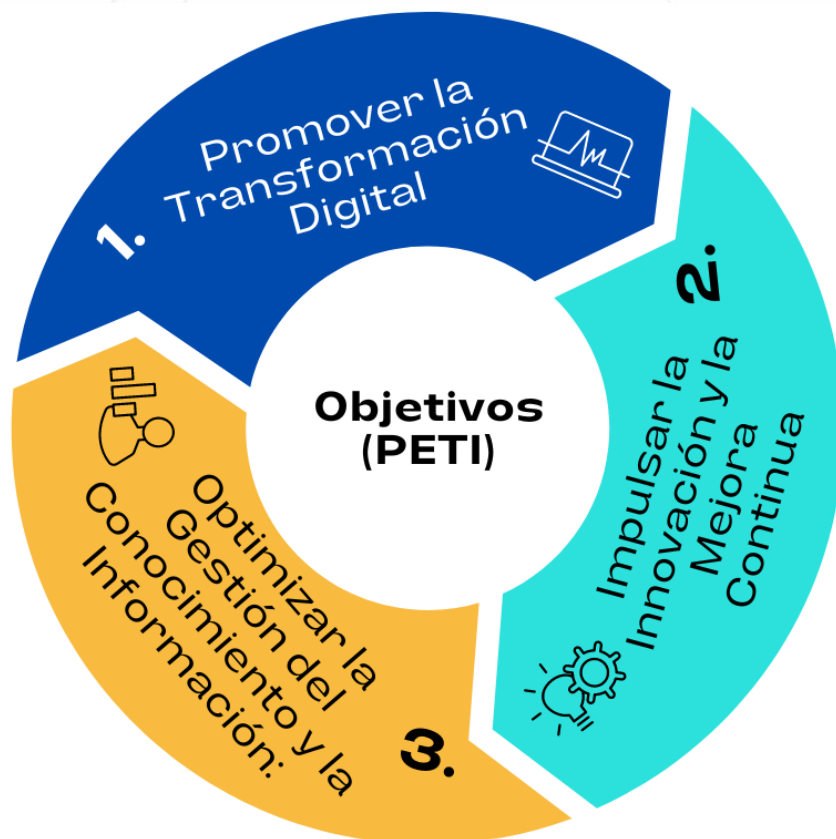 Objetivos
(PETI)
1.
Promover la
Transformación
Digital
2.
Impulsar la
Innovación y la
Mejora
Continua
3.
Optimizar la
Gestión del
Conocimiento y la
Información: